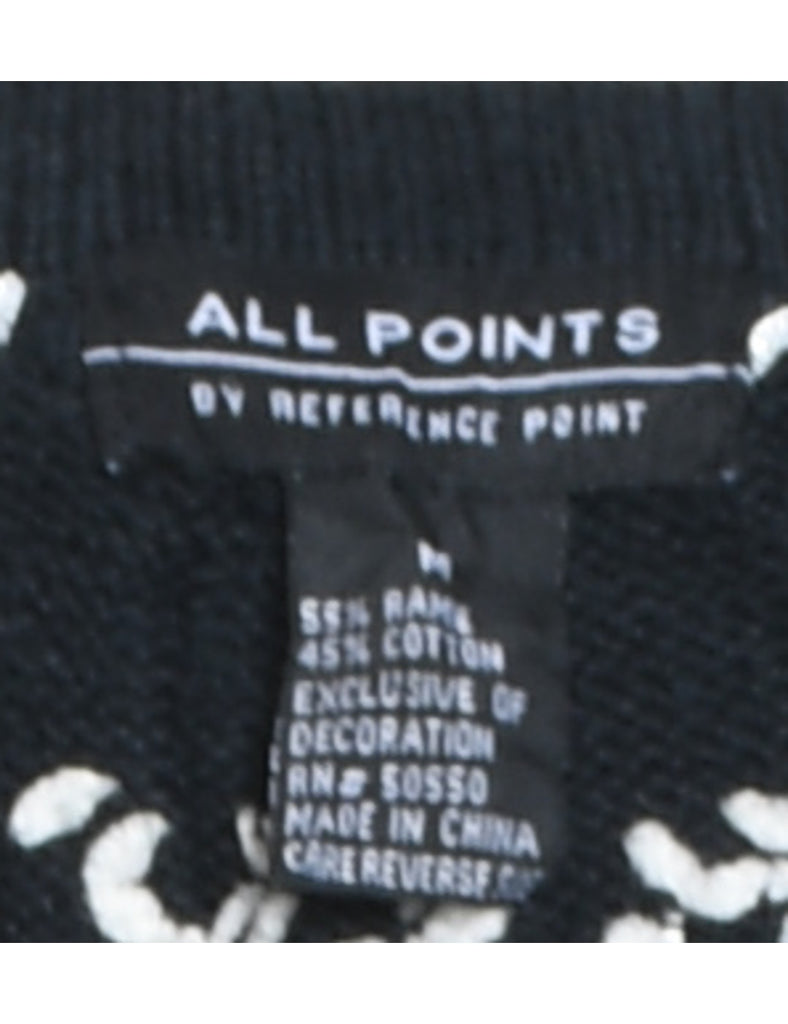 ALL POINTS
BY REFERENCE POINT
M
55% RAMIE
45% COTTON
EXCLUSIVE OF
DECORATION
RN# 50550
MADE IN CHINA
CARE REVERSE